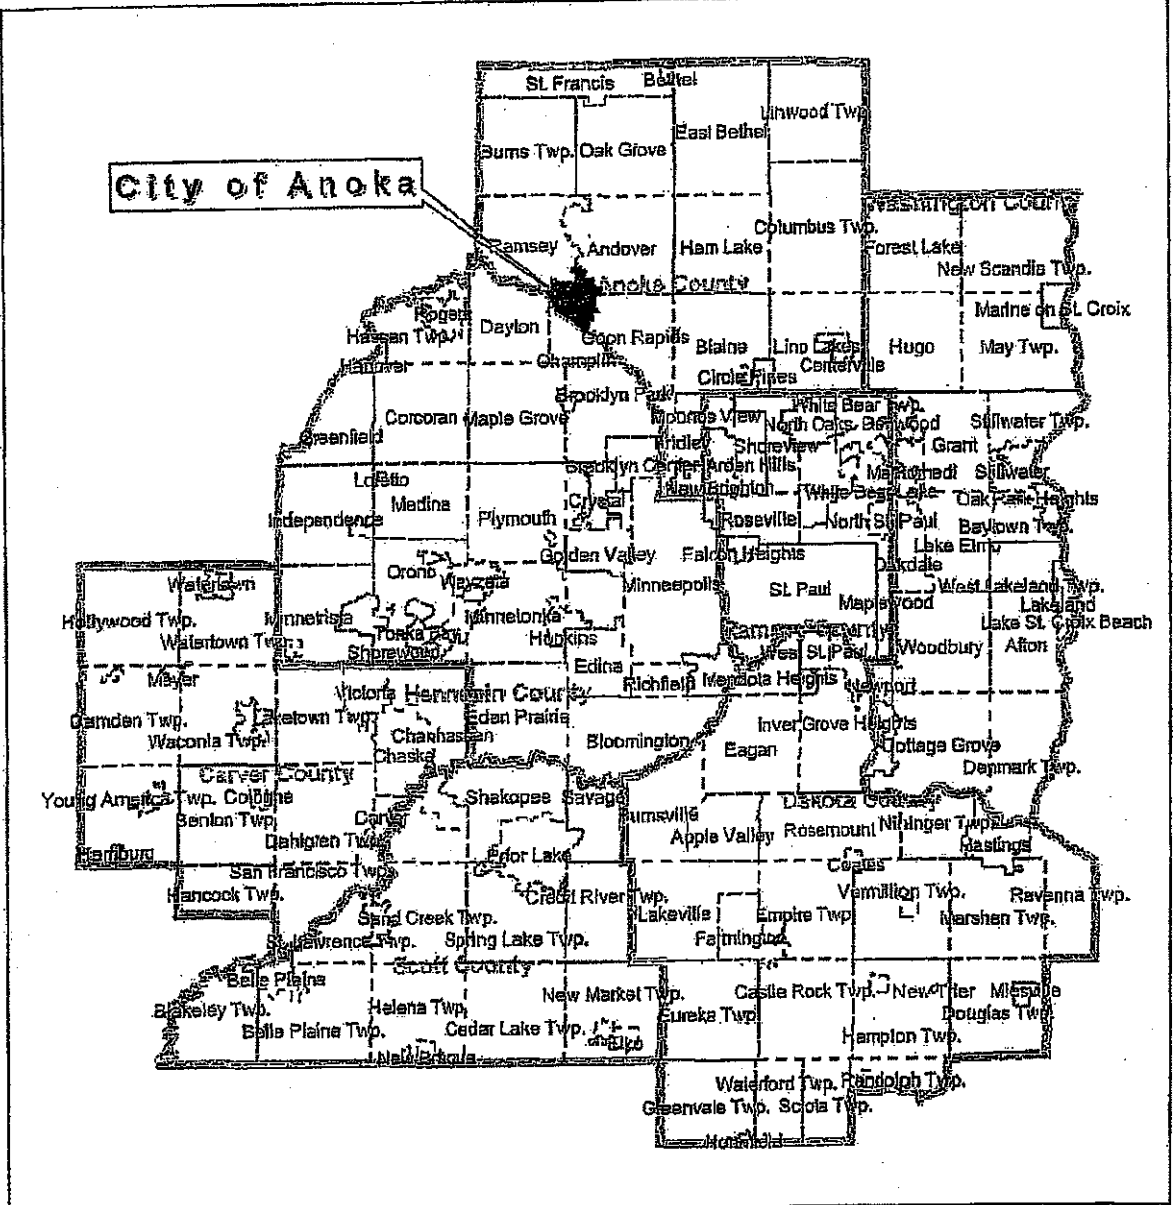 St. Francis
Bethel
Linwood Twp.
East Bethel
Burns Twp.
Oak Grove
City of Anoka
Washington County
Columbus Twp.
Ramsey
Andover
Ham Lake
Forest Lake
New Scandia Twp.
Anoka County
Marine on St. Croix
Rogers
Dayton
Hassan Twp.
Coon Rapids
Blaine
Lino Lakes
Hugo
May Twp.
Hanover
Champlin
Centerville
Circle Pines
Brooklyn Park
White Bear Twp.
Corcoran
Maple Grove
Mounds View
North Oaks
Stillwater Twp.
Greenfield
Fridley
Shoreview
Grant
Brooklyn Center
Arden Hills
Mahtomedi
Stillwater
Loretto
New Brighton
White Bear Lake
Medina
Crystal
Oak Park Heights
Independence
Plymouth
Roseville
North St. Paul
Baytown Twp.
Lake Elmo
Golden Valley
Falcon Heights
Oakdale
Orono
Wayzata
Minneapolis
St. Paul
West Lakeland Twp.
Watertown
Maplewood
Lakeland
Hollywood Twp.
Minnetrista
Minnetonka
Lake St. Croix Beach
Watertown Twp.
Tonka Bay
Hopkins
Ramsey County
Shorewood
West St. Paul
Woodbury
Afton
Edina
Mayer
Richfield
Mendota Heights
Newport
Victoria
Hennepin County
Camden Twp.
Laketown Twp.
Eden Prairie
Inver Grove Heights
Waconia Twp.
Chanhassen
Bloomington
Eagan
Cottage Grove
Chaska
Denmark Twp.
Carver County
Young America Twp.
Cologne
Shakopee
Savage
Dakota County
Benton Twp.
Carver
Burnsville
Apple Valley
Rosemount
Nininger Twp.
Dahlgren Twp.
Hastings
Hamburg
Prior Lake
Coates
San Francisco Twp.
Hancock Twp.
Credit River Twp.
Vermillion Twp.
Ravenna Twp.
Sand Creek Twp.
Lakeville
Empire Twp.
Marshan Twp.
St. Lawrence Twp.
Spring Lake Twp.
Farmington
Scott County
Belle Plaine
New Market Twp.
Castle Rock Twp.
New Trier
Miesville
Blakeley Twp.
Helena Twp.
Eureka Twp.
Douglas Twp.
Belle Plaine Twp.
Cedar Lake Twp.
Elko
Hampton Twp.
New Prague
Waterford Twp.
Randolph Twp.
Greenvale Twp.
Sciota Twp.
Northfield